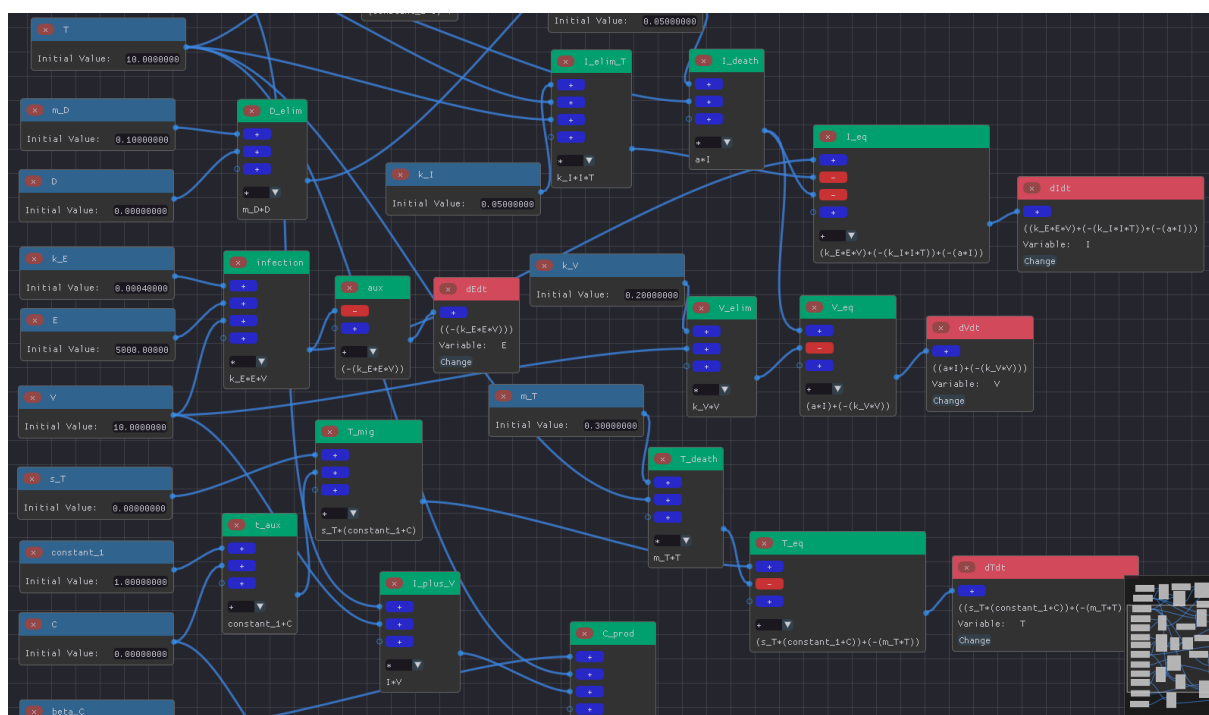 T
Initial Value: 10.0000000
m_D
Initial Value: 0.10000000
D
Initial Value: 0.00000000
k_E
Initial Value: 0.00040000
E
Initial Value: 5000.00000
V
Initial Value: 10.0000000
s_T
Initial Value: 0.08000000
constant_1
Initial Value: 1.00000000
C
Initial Value: 0.00000000
beta_C
D_elim
+
+
+
*
m_D*D
infection
+
+
+
+
*
k_E*E*V
t_aux
+
+
+
+
constant_1+C
aux
-
+
+
(-(k_E*E*V))
T_mig
+
+
+
*
s_T*(constant_1+C)
I_plus_V
+
+
+
I+V
k_I
Initial Value: 0.05000000
dEdt
+
((-(k_E*E*V)))
Variable: E
Change
Initial Value: 0.05000000
I_elim_T
+
+
+
+
k_I*I*T
I_death
+
+
+
a*I
k_V
Initial Value: 0.20000000
m_T
Initial Value: 0.30000000
V_elim
+
+
+
*
k_V*V
T_death
+
+
+
m_T*T
C_prod
+
+
+
+
I_eq
+
-
-
+
+
(k_E*E*V)+(-(k_I*I*T))+(-(a*I))
V_eq
+
-
+
+
(a*I)+(-(k_V*V))
T_eq
+
-
+
+
(s_T*(constant_1+C))+(-(m_T*T))
dIdt
+
((k_E*E*V)+(-(k_I*I*T))+(-(a*I)))
Variable: I
Change
dVdt
+
((a*I)+(-(k_V*V)))
Variable: V
Change
dTdt
+
((s_T*(constant_1+C))+(-(m_T*T)
Variable: T
Change